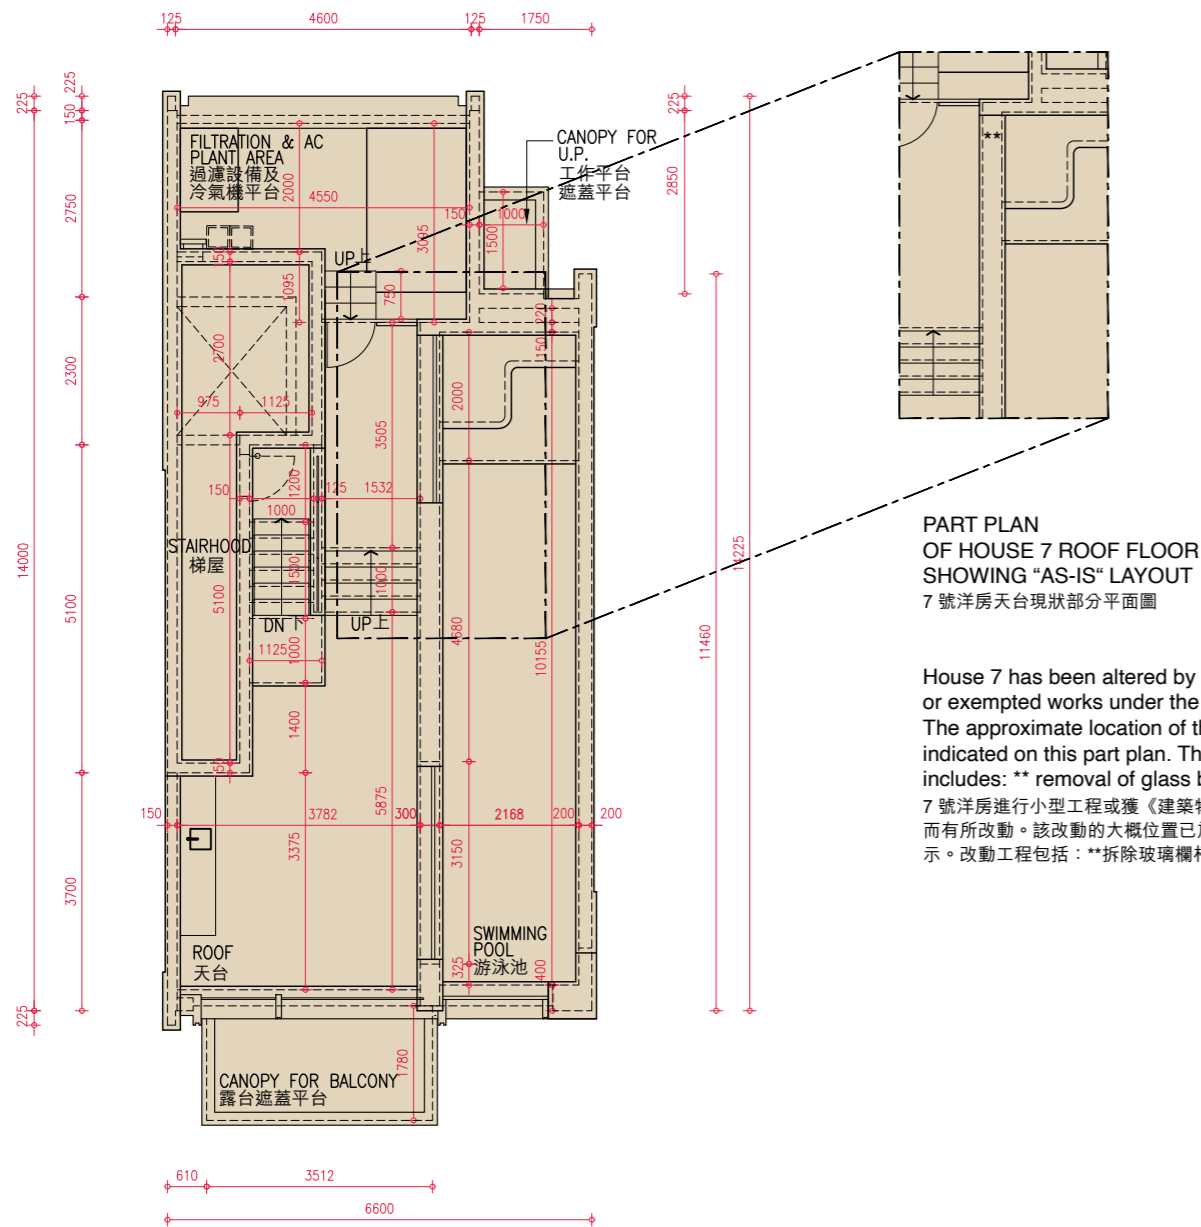 125
4600
125
1750
225
225
150
2750
2300
5100
3700
14000
225
FILTRATION & AC
PLANT AREA
過濾設備及
冷氣機平台
2000
4550
3095
CANOPY FOR
U.P.
工作平台
遮蓋平台
150
1000
1500
225
2850
UP上
150
1095
750
220
150
2700
975
1125
3505
2000
150
1200
125
1532
1000
STAIRHOOD
梯屋
1500
1000
5100
DN 下
UP上
1125
1000
4680
10155
14225
11460
1400
50
5875
150
3782
300
2168
200
200
3375
3150
ROOF
天台
SWIMMING
POOL
游泳池
325
400
1780
CANOPY FOR BALCONY
露台遮蓋平台
610
3512
6600
**
PART PLAN
OF HOUSE 7 ROOF FLOOR
SHOWING “AS-IS“ LAYOUT
7 號洋房天台現狀部分平面圖
House 7 has been altered by
or exempted works under the
The approximate location of t
indicated on this part plan. Th
includes: ** removal of glass b
7 號洋房進行小型工程或獲《建築物
而有所改動。該改動的大概位置已
示。改動工程包括：**拆除玻璃欄